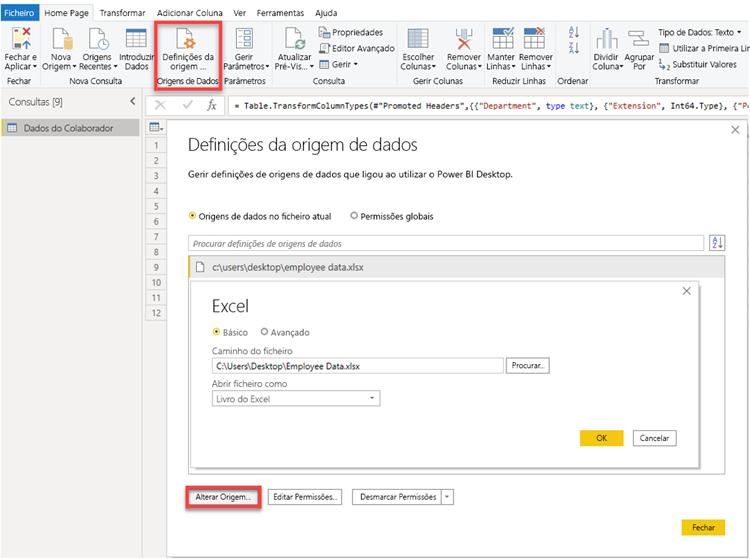 Ficheiro Home Page Transformar Adicionar Coluna Ver Ferramentas Ajuda
Fechar e Aplicar Nova Origem Origens Recentes Introduzir Dados Definições da origem ... Gerir Parâmetros Atualizar Pré-Vis... Propriedades Editor Avançado Gerir Escolher Colunas Remover Colunas Manter Linhas Remover Linhas Dividir Coluna Agrupar Por Tipo de Dados: Texto Utilizar a Primeira Lin Substituir Valores
Fechar Nova Consulta Origens de Dados Parâmetros Consulta Gerir Colunas Reduzir Linhas Ordenar Transformar
Consultas [9]
fx = Table.TransformColumnTypes(#"Promoted Headers",{{"Department", type text}, {"Extension", Int64.Type}, {"P
Dados do Colaborador
1
2
3
4
5
6
7
8
9
10
11
12
Definições da origem de dados
Gerir definições de origens de dados que ligou ao utilizar o Power BI Desktop.
Origens de dados no ficheiro atual Permissões globais
Procurar definições de origens de dados
c:\users\desktop\employee data.xlsx
Excel
Básico Avançado
Caminho do ficheiro
C:\Users\Desktop\Employee Data.xlsx Procurar...
Abrir ficheiro como
Livro do Excel
OK Cancelar
Alterar Origem... Editar Permissões... Desmarcar Permissões
Fechar